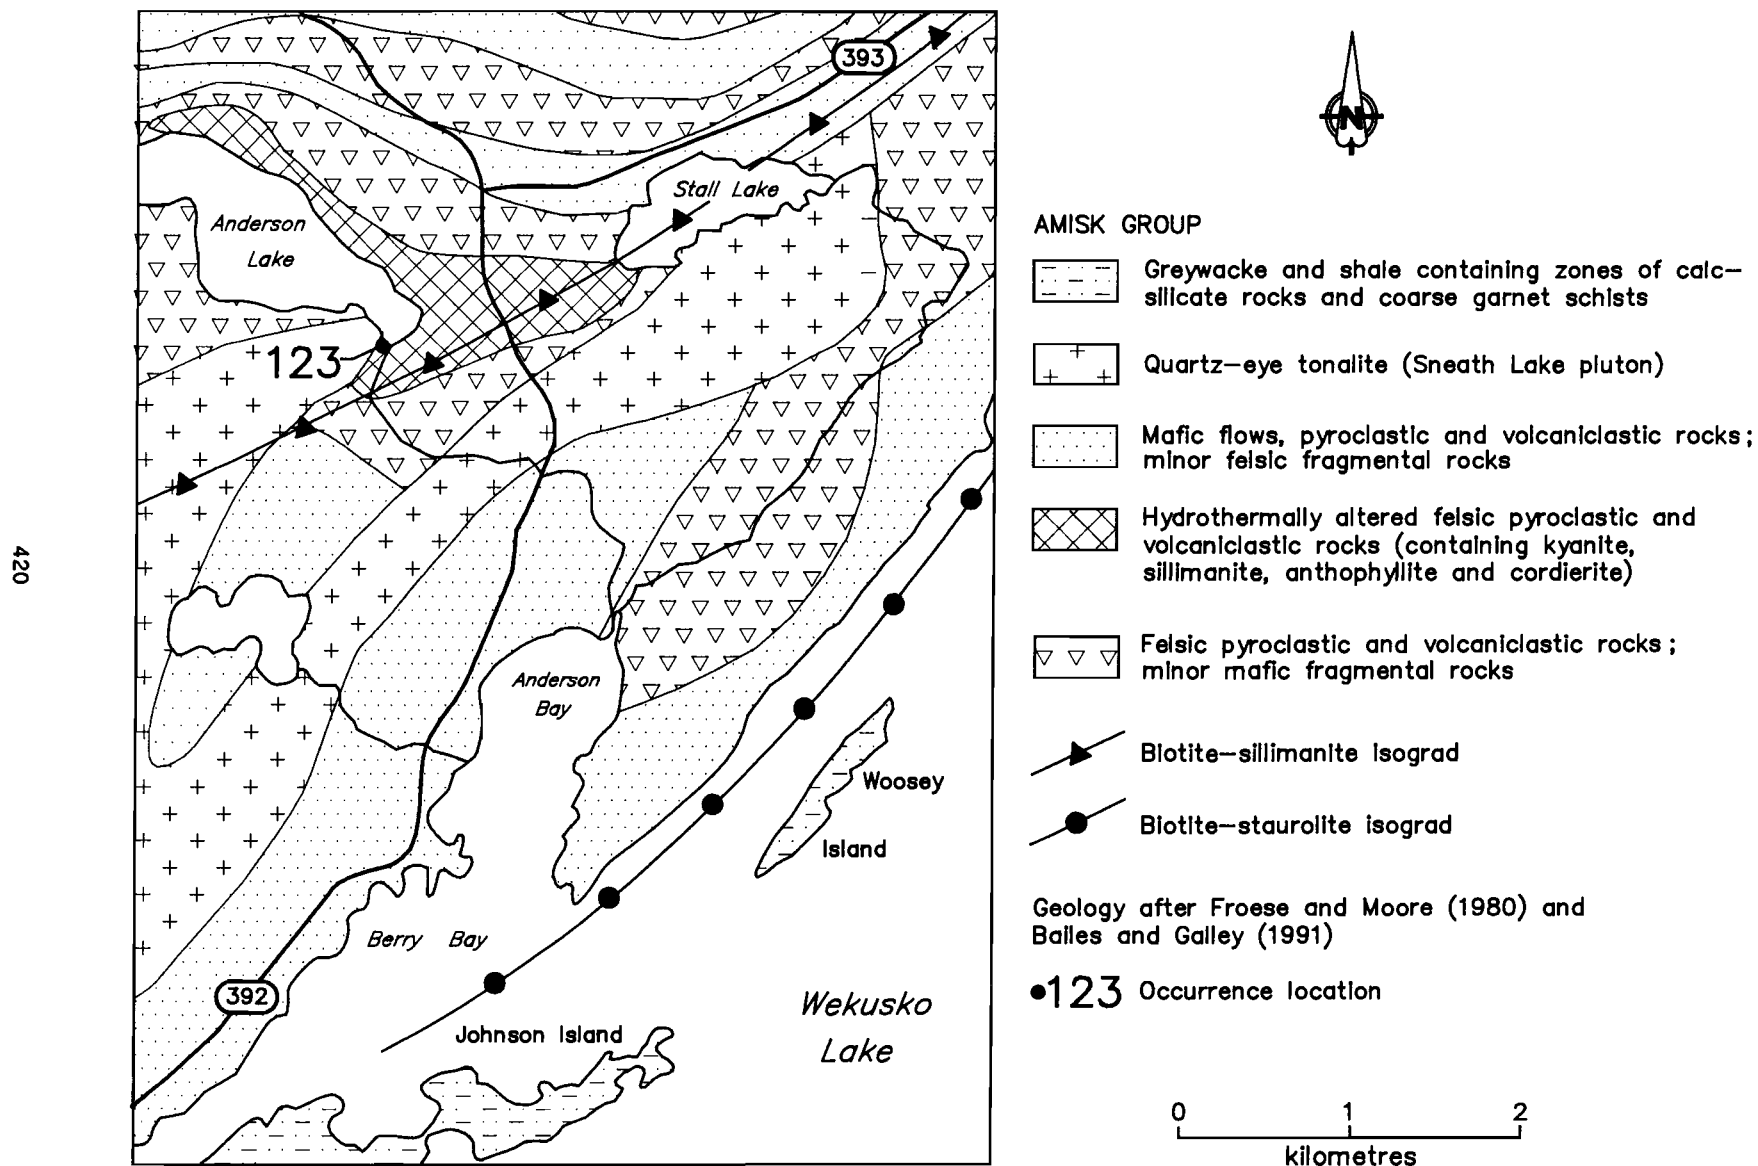 393
Stall Lake
Anderson
Lake
123
Anderson
Bay
Woosey
Island
Berry Bay
392
Johnson Island
Wekusko
Lake
420
N
AMISK GROUP
Greywacke and shale containing zones of calc-
silicate rocks and coarse garnet schists
Quartz-eye tonalite (Sneath Lake pluton)
Mafic flows, pyroclastic and volcaniclastic rocks;
minor felsic fragmental rocks
Hydrothermally altered felsic pyroclastic and
volcaniclastic rocks (containing kyanite,
sillimanite, anthophyllite and cordierite)
Felsic pyroclastic and volcaniclastic rocks;
minor mafic fragmental rocks
Biotite-sillimanite isograd
Biotite-staurolite isograd
Geology after Froese and Moore (1980) and
Bailes and Galley (1991)
123 Occurrence location
0 1 2
kilometres